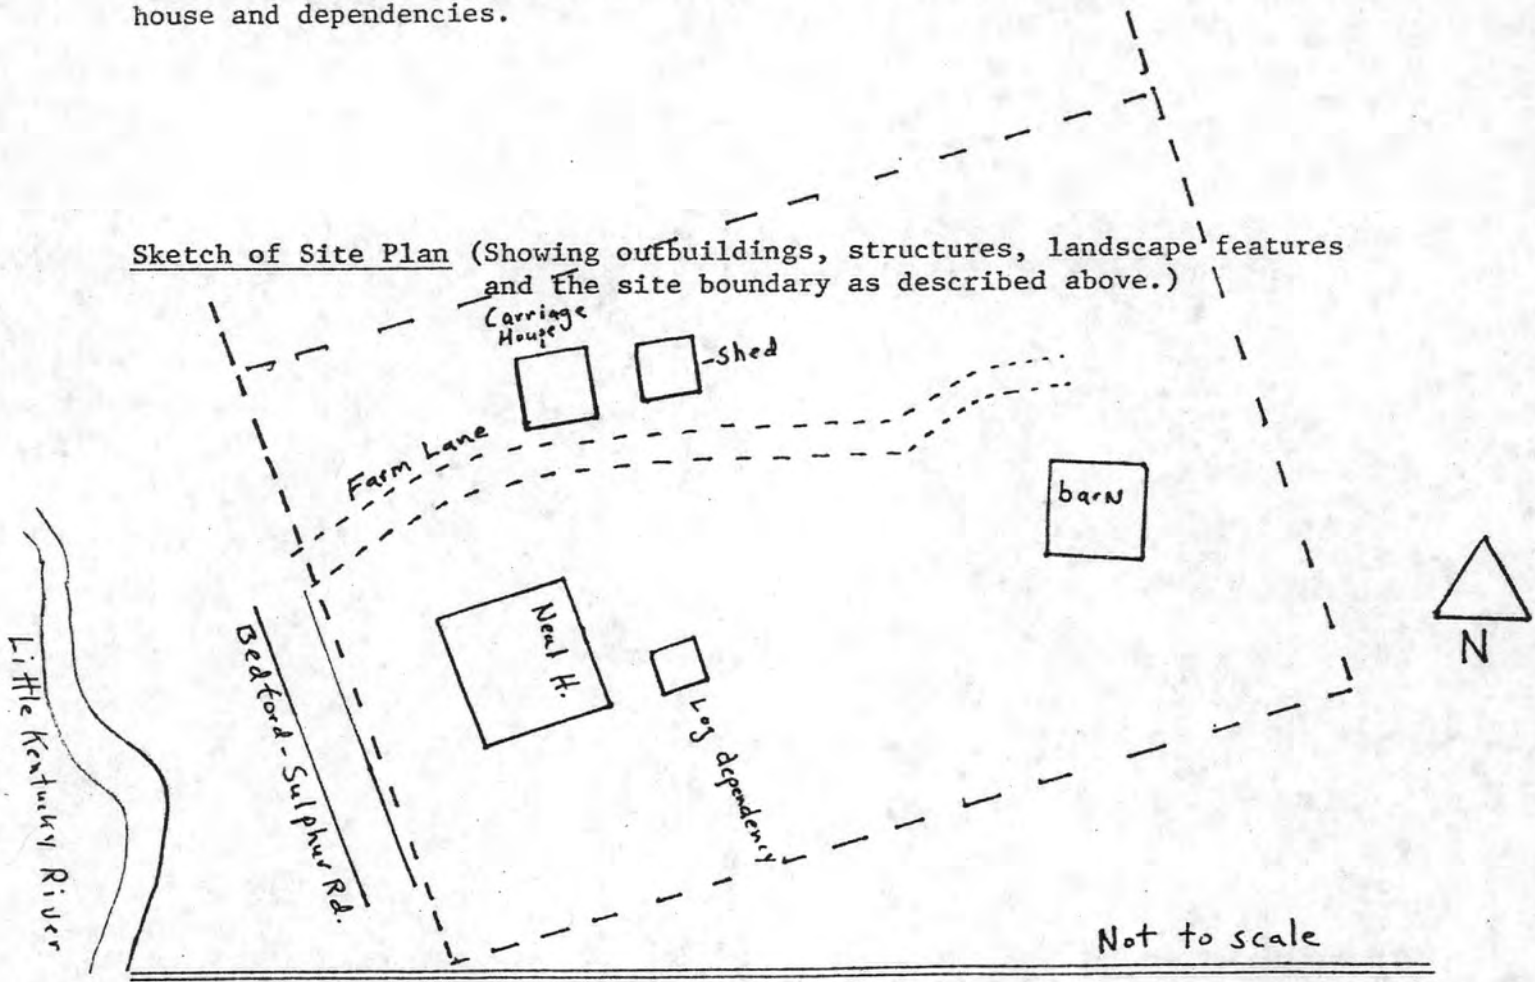 house and dependencies.
Sketch of Site Plan (Showing outbuildings, structures, landscape features
and the site boundary as described above.)
Carriage
House
-shed
Farm Lane
barN
Neal H.
Log dependency
N
Bedford-Sulphur Rd.
Little Kentucky River
Not to scale